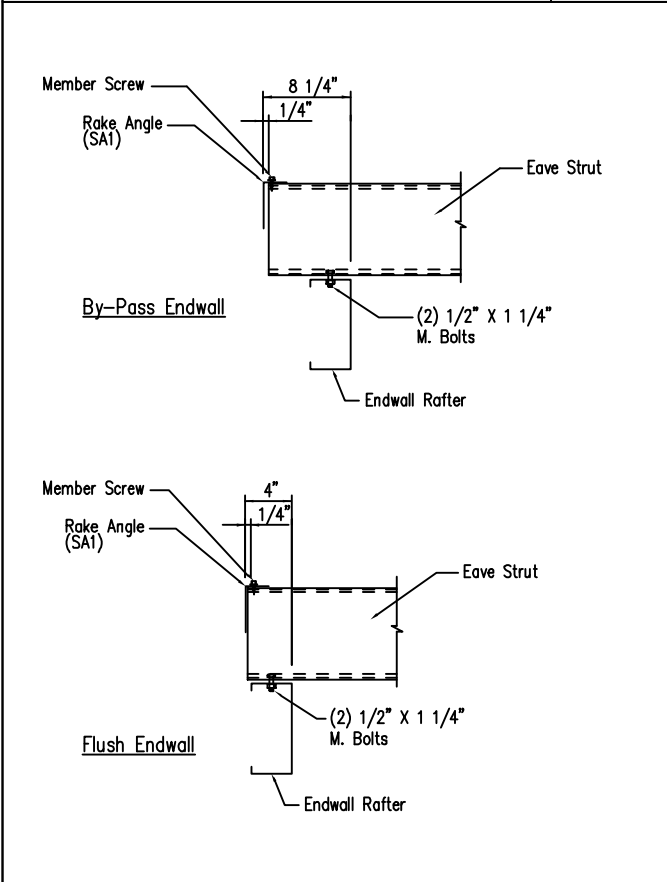 8 1/4"
Member Screw
1/4"
Rake Angle
(SA1)
Eave Strut
By-Pass Endwall
(2) 1/2" X 1 1/4"
M. Bolts
Endwall Rafter
Member Screw
4"
1/4"
Rake Angle
(SA1)
Eave Strut
(2) 1/2" X 1 1/4"
M. Bolts
Flush Endwall
Endwall Rafter